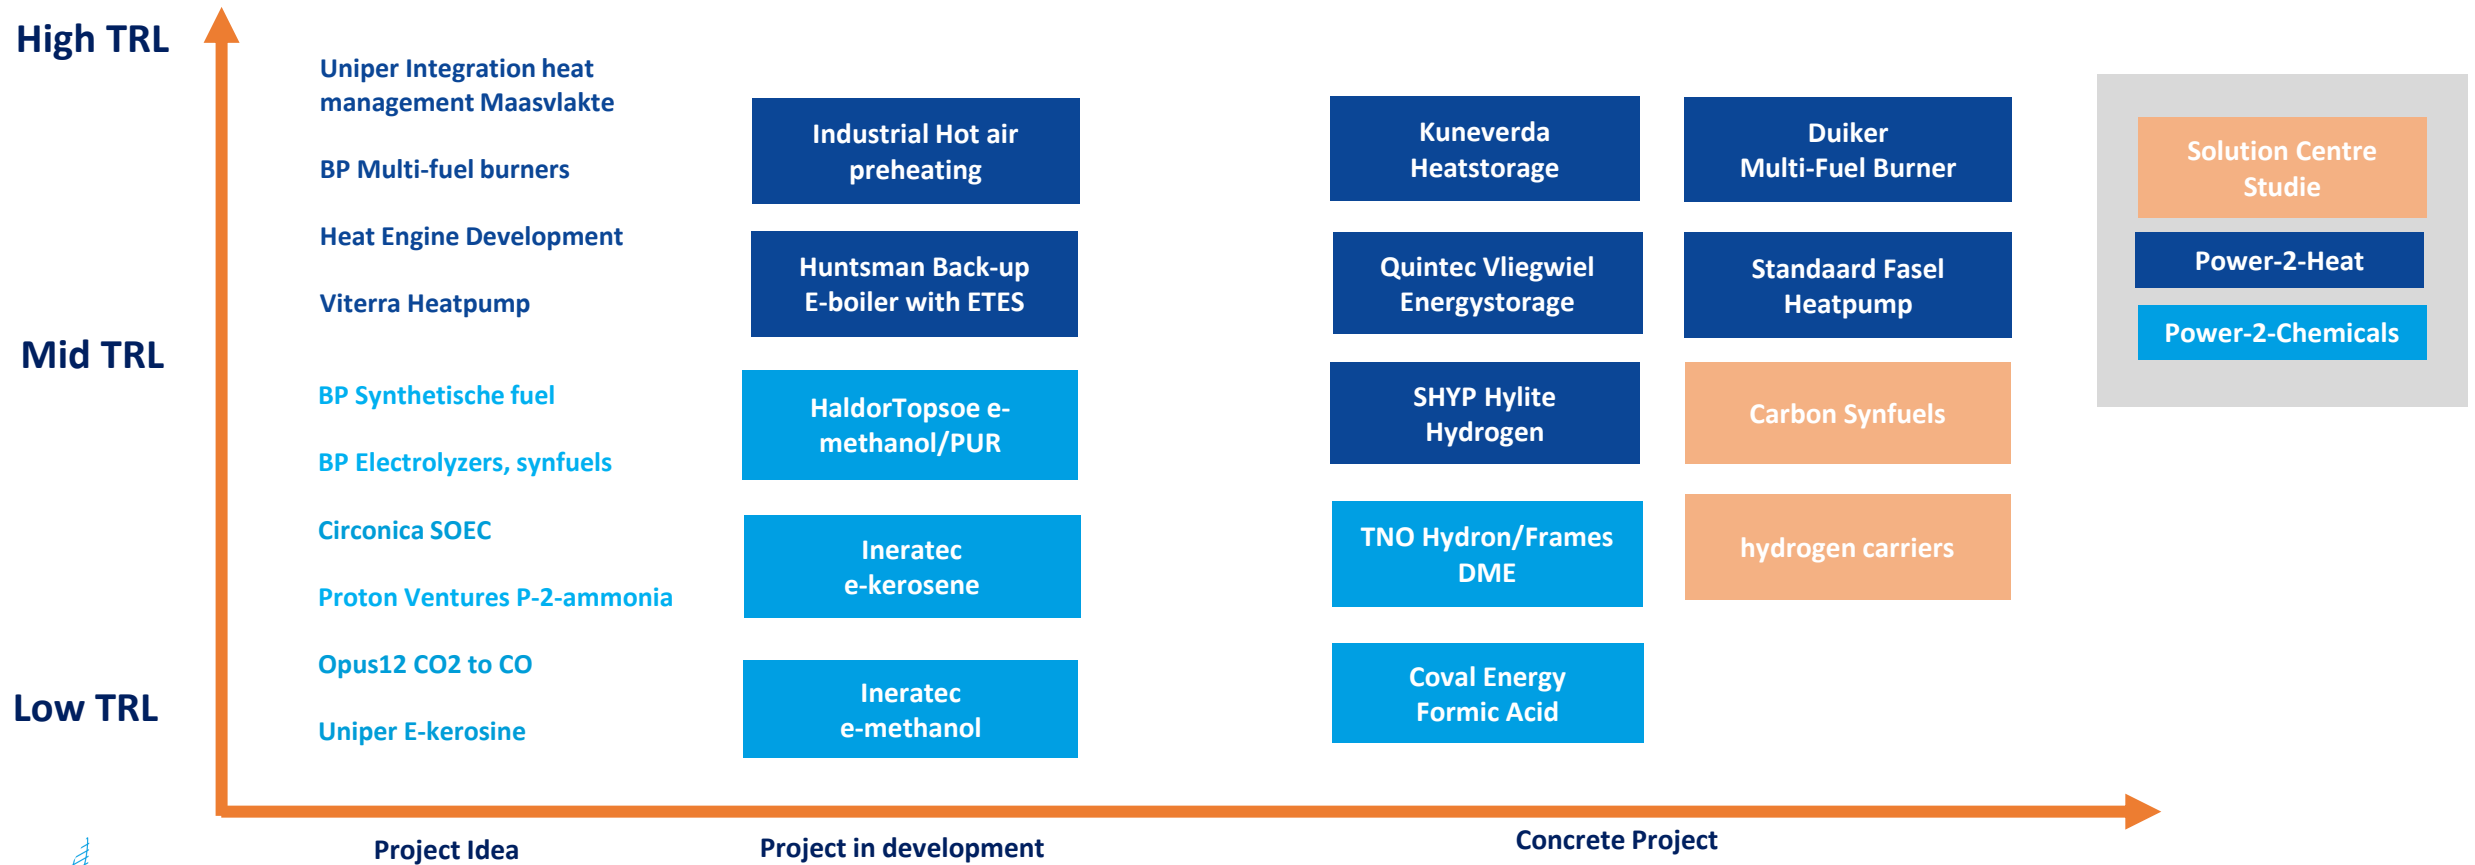 High TRL
Mid TRL
Low TRL
Uniper Integration heat
management Maasvlakte
BP Multi-fuel burners
Heat Engine Development
Viterra Heatpump
BP Synthetische fuel
BP Electrolyzers, synfuels
Circonica SOEC
Proton Ventures P-2-ammonia
Opus12 CO2 to CO
Uniper E-kerosine
Industrial Hot air
preheating
Huntsman Back-up
E-boiler with ETES
HaldorTopsoe e-
methanol/PUR
Ineratec
e-kerosene
Ineratec
e-methanol
Kuneverda
Heatstorage
Quintec Vliegwiel
Energystorage
SHYP Hylite
Hydrogen
TNO Hydron/Frames
DME
Coval Energy
Formic Acid
Duiker
Multi-Fuel Burner
Standaard Fasel
Heatpump
Carbon Synfuels
hydrogen carriers
Solution Centre
Studie
Power-2-Heat
Power-2-Chemicals
Project Idea
Project in development
Concrete Project